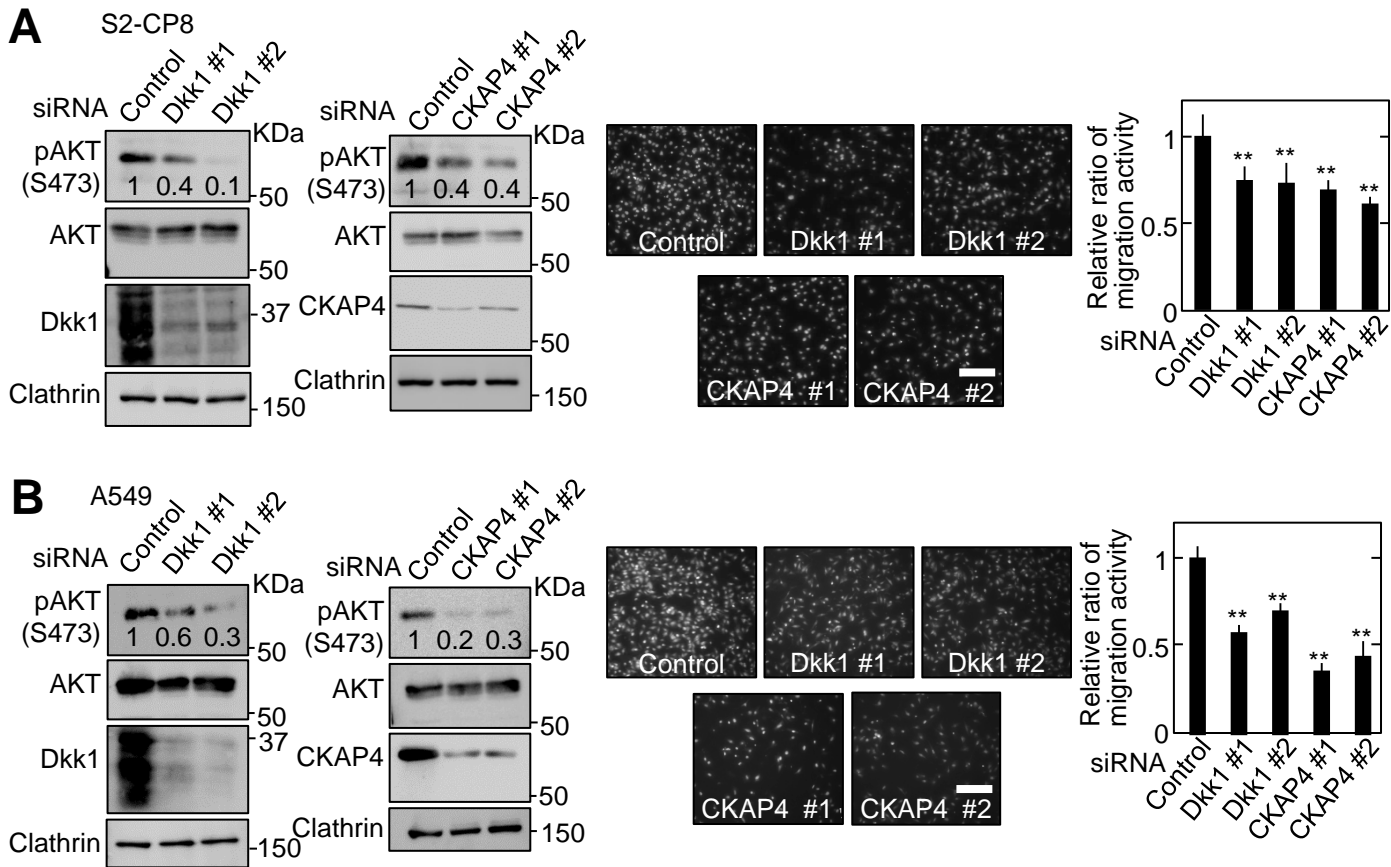 A
S2-CP8
siRNA
Control
Dkk1 #1
Dkk1 #2
KDa
pAKT
(S473)
1 0.4 0.1
50
AKT
50
Dkk1
37
Clathrin
150
siRNA
Control
CKAP4 #1
CKAP4 #2
KDa
pAKT
(S473)
1 0.4 0.4
50
AKT
50
CKAP4
50
Clathrin
150
Control
Dkk1 #1
Dkk1 #2
CKAP4 #1
CKAP4 #2
Relative ratio of
migration activity
1
0.5
0
**
**
**
**
siRNA
Control
Dkk1 #1
Dkk1 #2
CKAP4 #1
CKAP4 #2
B
A549
siRNA
Control
Dkk1 #1
Dkk1 #2
KDa
pAKT
(S473)
1 0.6 0.3
50
AKT
50
Dkk1
37
Clathrin
150
siRNA
Control
CKAP4 #1
CKAP4 #2
KDa
pAKT
(S473)
1 0.2 0.3
50
AKT
50
CKAP4
50
Clathrin
150
Control
Dkk1 #1
Dkk1 #2
CKAP4 #1
CKAP4 #2
Relative ratio of
migration activity
1
0.5
0
**
**
**
**
siRNA
Control
Dkk1 #1
Dkk1 #2
CKAP4 #1
CKAP4 #2